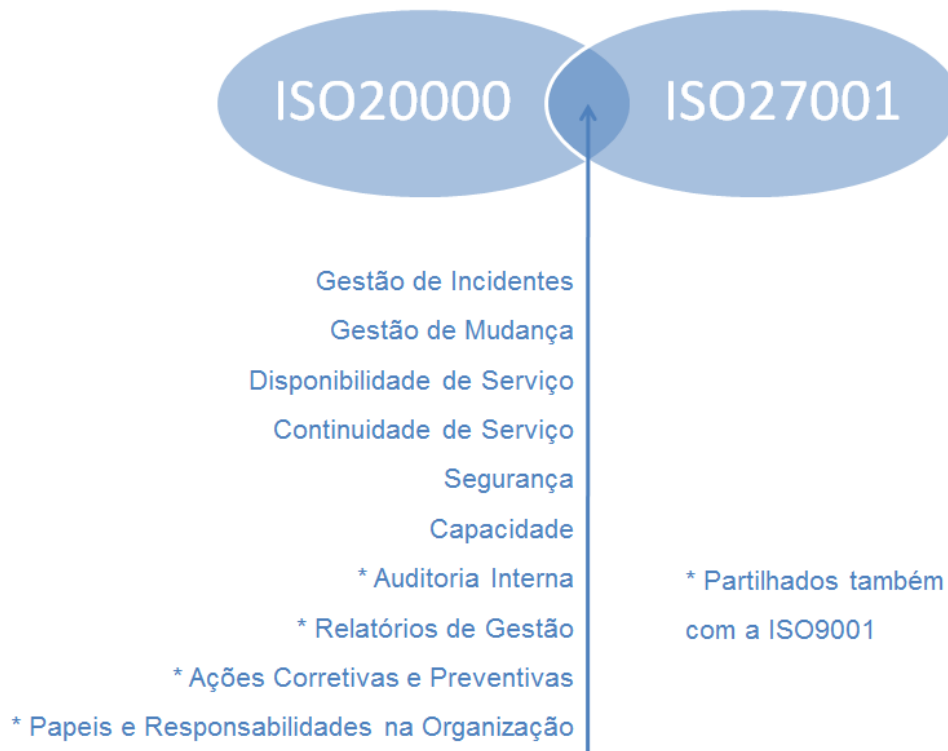 ISO20000
ISO27001
Gestão de Incidentes
Gestão de Mudança
Disponibilidade de Serviço
Continuidade de Serviço
Segurança
Capacidade
* Auditoria Interna
* Relatórios de Gestão
* Ações Corretivas e Preventivas
* Papeis e Responsabilidades na Organização
* Partilhados também
com a ISO9001